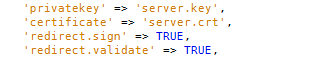 'privatekey' => 'server.key',
'certificate' => 'server.crt',
'redirect.sign' => TRUE,
'redirect.validate' => TRUE,